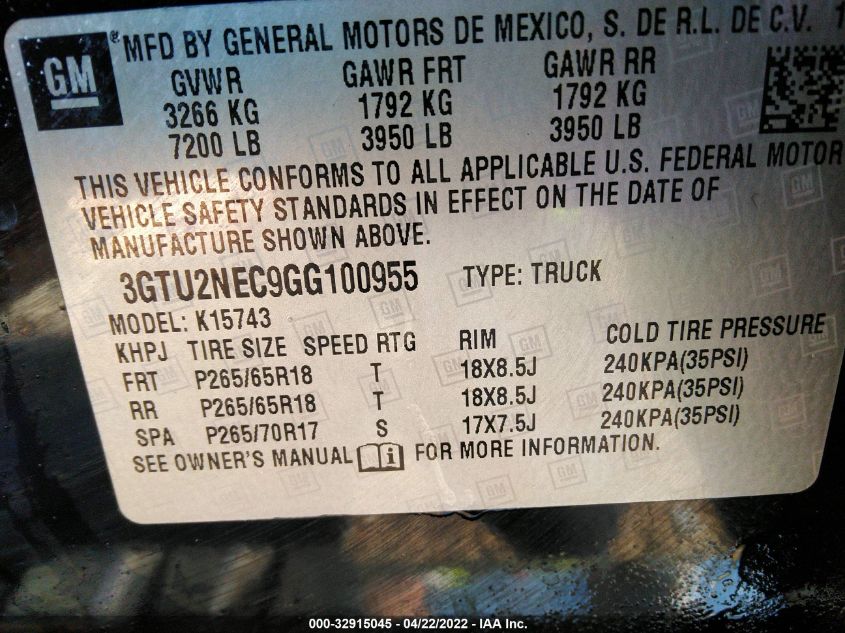 GM ® MFD BY GENERAL MOTORS DE MEXICO, S. DE R.L. DE C.V.
GVWR GAWR FRT GAWR RR
3266 KG 1792 KG 1792 KG
7200 LB 3950 LB 3950 LB
THIS VEHICLE CONFORMS TO ALL APPLICABLE U.S. FEDERAL MOTOR
VEHICLE SAFETY STANDARDS IN EFFECT ON THE DATE OF
MANUFACTURE SHOWN ABOVE.
3GTU2NEC9GG100955 TYPE: TRUCK
MODEL: K15743
KHPJ TIRE SIZE SPEED RTG RIM COLD TIRE PRESSURE
FRT P265/65R18 T 18X8.5J 240KPA(35PSI)
RR P265/65R18 T 18X8.5J 240KPA(35PSI)
SPA P265/70R17 S 17X7.5J 240KPA(35PSI)
SEE OWNER'S MANUAL FOR MORE INFORMATION.
000-32915045 - 04/22/2022 - IAA Inc.